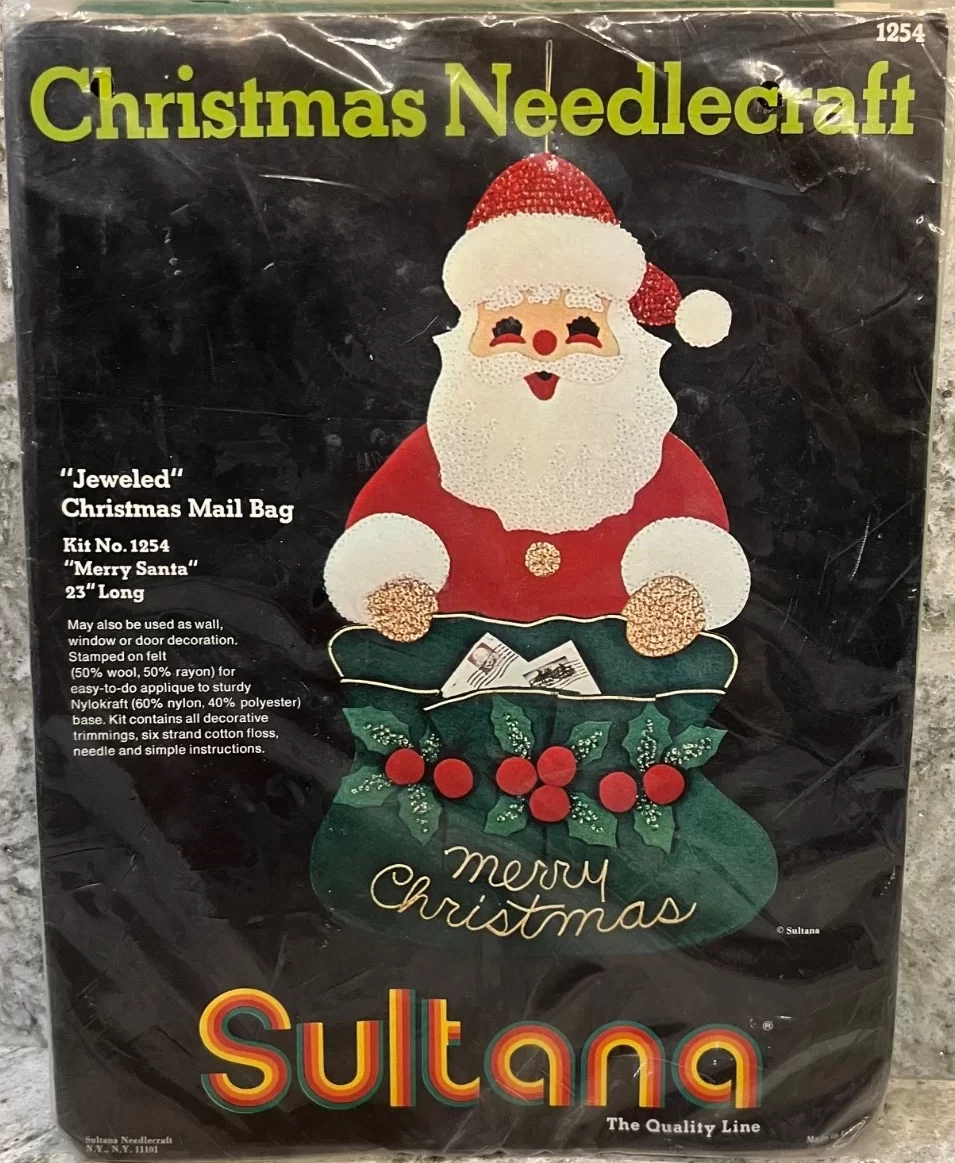 1254
Christmas Needlecraft
"Jeweled"
Christmas Mail Bag
Kit No. 1254
"Merry Santa"
23" Long
May also be used as wall,
window or door decoration.
Stamped on felt
(50% wool, 50% rayon) for
easy-to-do applique to sturdy
Nylokraft (60% nylon, 40% polyester)
base. Kit contains all decorative
trimmings, six strand cotton floss,
needle and simple instructions.
merry
Christmas
© Sultana
Sultana®
The Quality Line
Sultana Needlecraft
N.Y., N.Y. 11101
Made in